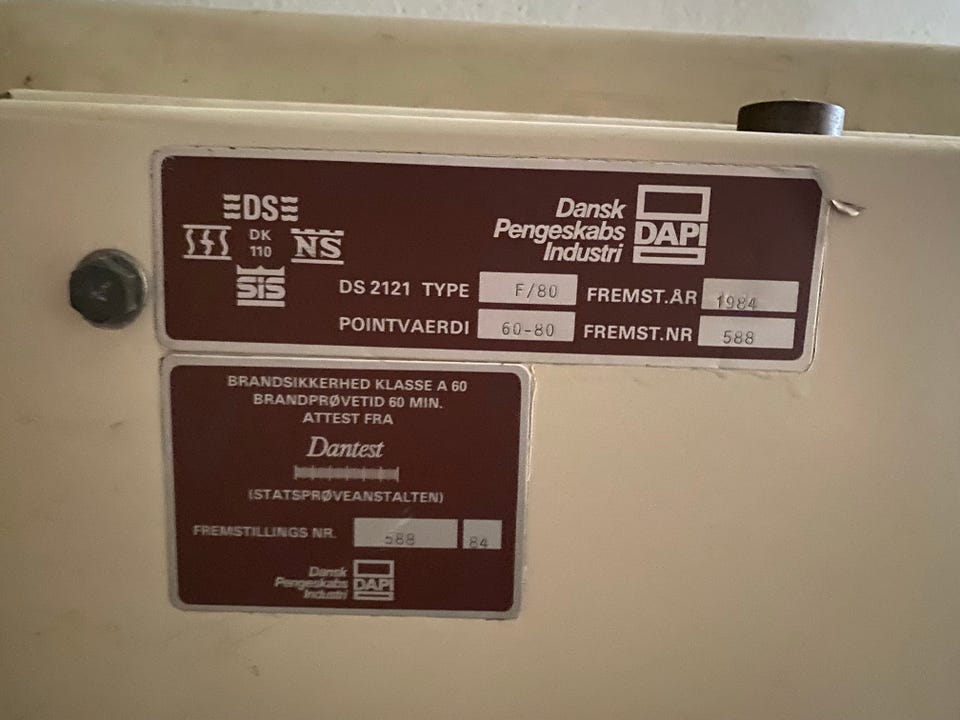 DS
DK
110
SfS
NS
SIS
Dansk
Pengeskabs
Industri
DAPI
DS 2121 TYPE F/80 FREMST.ÅR 1984
POINTVAERDI 60-80 FREMST.NR 588
BRANDSIKKERHED KLASSE A 60
BRANDPRØVETID 60 MIN.
ATTEST FRA
Dantest
(STATSPRØVEANSTALTEN)
FREMSTILLINGS NR. 588 84
Dansk
Pengeskabs
Industri
DAPI